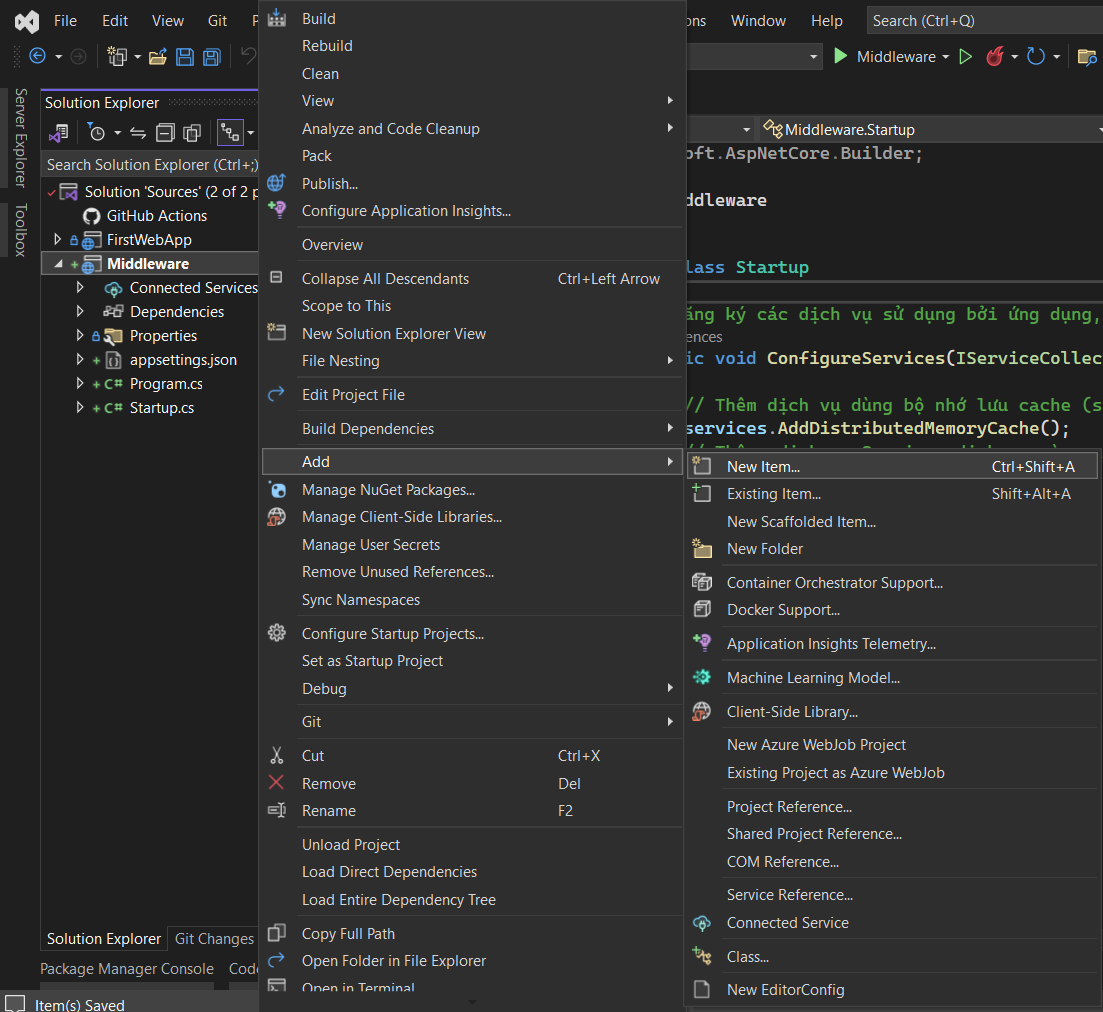 File Edit View Git P
ons Window Help Search (Ctrl+Q)
Middleware
Server Explorer
Toolbox
Solution Explorer
Search Solution Explorer (Ctrl+;)
Solution 'Sources' (2 of 2 p
GitHub Actions
FirstWebApp
Middleware
Connected Services
Dependencies
Properties
appsettings.json
C# Program.cs
C# Startup.cs
Solution Explorer Git Changes
Package Manager Console Code
Item(s) Saved
Build
Rebuild
Clean
View
Analyze and Code Cleanup
Pack
Publish...
Configure Application Insights...
Overview
Collapse All Descendants Ctrl+Left Arrow
Scope to This
New Solution Explorer View
File Nesting
Edit Project File
Build Dependencies
Add
Manage NuGet Packages...
Manage Client-Side Libraries...
Manage User Secrets
Remove Unused References...
Sync Namespaces
Configure Startup Projects...
Set as Startup Project
Debug
Git
Cut Ctrl+X
Remove Del
Rename F2
Unload Project
Load Direct Dependencies
Load Entire Dependency Tree
Copy Full Path
Open Folder in File Explorer
Open in Terminal
Middleware.Startup
oft.AspNetCore.Builder;
ddleware
lass Startup
ăng ký các dịch vụ sử dụng bởi ứng dụng,
ences
ic void ConfigureServices(IServiceCollec
// Thêm dịch vụ dùng bộ nhớ lưu cache (s
services.AddDistributedMemoryCache();
New Item... Ctrl+Shift+A
Existing Item... Shift+Alt+A
New Scaffolded Item...
New Folder
Container Orchestrator Support...
Docker Support...
Application Insights Telemetry...
Machine Learning Model...
Client-Side Library...
New Azure WebJob Project
Existing Project as Azure WebJob
Project Reference...
Shared Project Reference...
COM Reference...
Service Reference...
Connected Service
Class...
New EditorConfig